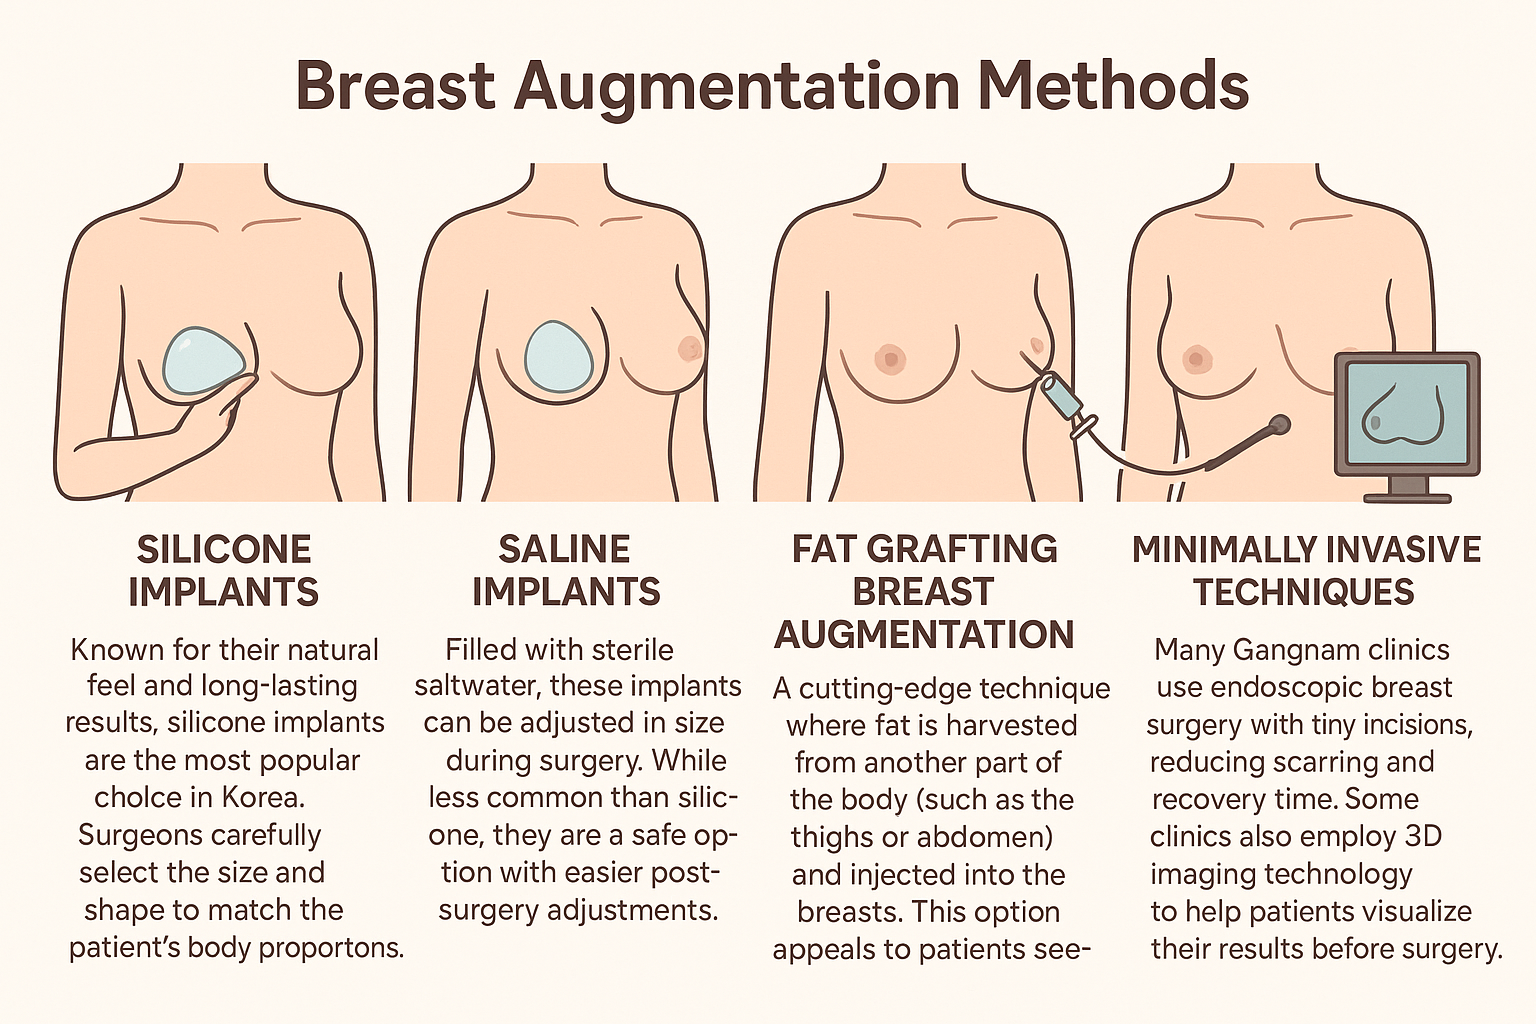 Breast Augmentation Methods
SILICONE
IMPLANTS
Known for their natural
feel and long-lasting
results, silicone implants
are the most popular
cholce in Korea.
Surgeons carefully
select the size and
shape to match the
patient's body proportons.
SALINE
IMPLANTS
Filled with sterile
saltwater, these implants
can be adjusted in size
during surgery. While
less common than silic-
one, they are a safe op-
tion with easier post-
surgery adjustments.
FAT GRAFTING
BREAST
AUGMENTATION
A cutting-edge technique
where fat is harvested
from another part of
the body (such as the
thighs or abdomen)
and injected into the
breasts. This option
appeals to patients see-
MINIMALLY INVASIVE
TECHNIQUES
Many Gangnam clinics
use endoscopic breast
surgery with tiny incisions,
reducing scarring and
recovery time. Some
clinics also employ 3D
imaging technology
to help patients visualize
their results before surgery.